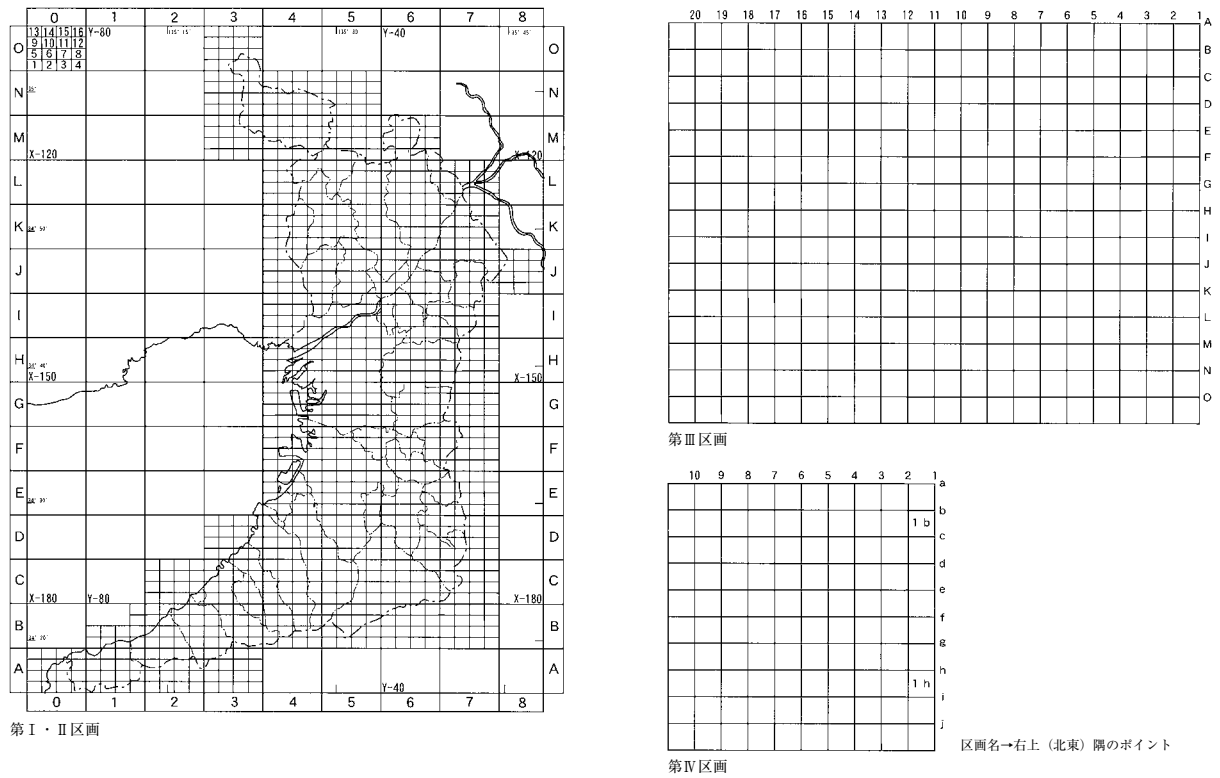 0 1 2 3 4 5 6 7 8
13 14 15 16
9 10 11 12
5 6 7 8
1 2 3 4
Y-80
Y-40
O O
N N
M M
X-120
L L
K K
J J
I I
H H
X-150 X-150
G G
F F
E E
D D
C C
X-180 Y-80 X-180
B B
A A
Y-40
0 1 2 3 4 5 6 7 8
第Ⅰ・Ⅱ区画
20 19 18 17 16 15 14 13 12 11 10 9 8 7 6 5 4 3 2 1
A
B
C
D
E
F
G
H
I
J
K
L
M
N
O
第Ⅲ区画
10 9 8 7 6 5 4 3 2 1
a
b
1 b
c
d
e
f
g
h
1 h
i
j
区画名→右上（北東）隅のポイント
第Ⅳ区画